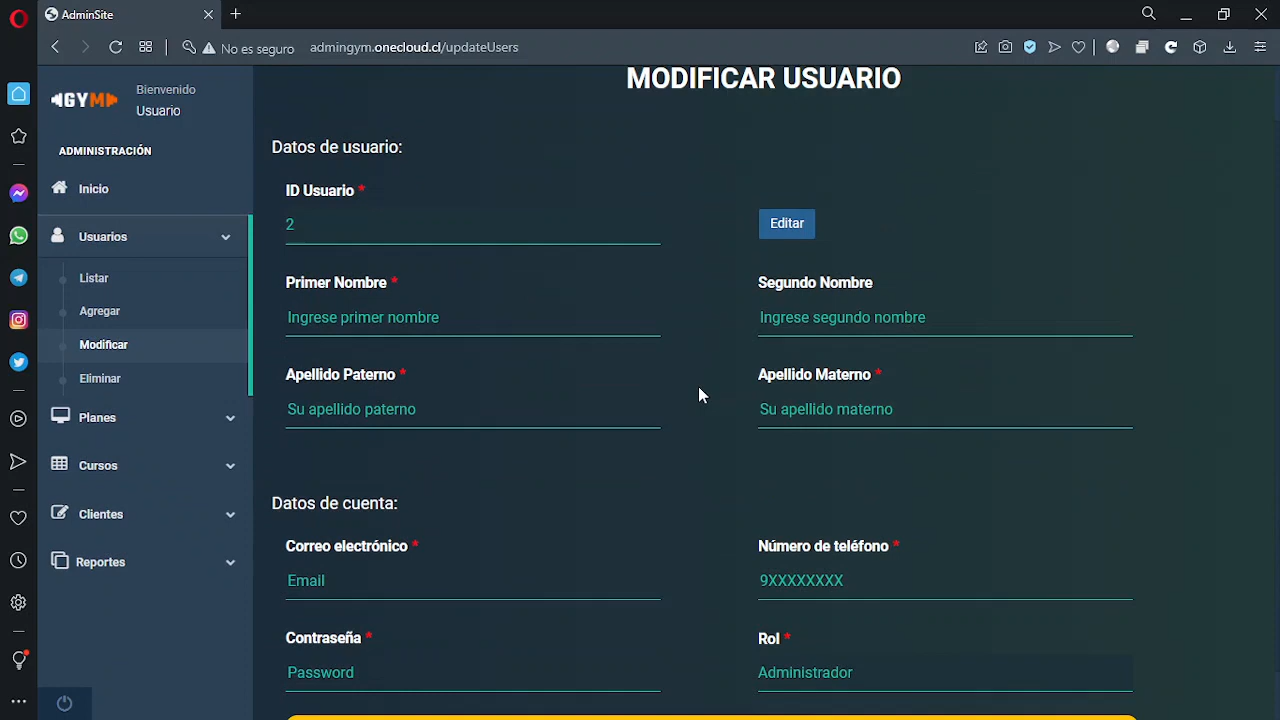 AdminSite
No es seguro admingym.onecloud.cl/updateUsers
GYM
Bienvenido
Usuario
ADMINISTRACIÓN
Inicio
Usuarios
Listar
Agregar
Modificar
Eliminar
Planes
Cursos
Clientes
Reportes
MODIFICAR USUARIO
Datos de usuario:
ID Usuario *
2
Editar
Primer Nombre *
Segundo Nombre
Ingrese primer nombre
Ingrese segundo nombre
Apellido Paterno *
Apellido Materno *
Su apellido paterno
Su apellido materno
Datos de cuenta:
Correo electrónico *
Número de teléfono *
Email
9XXXXXXXX
Contraseña *
Rol *
Password
Administrador